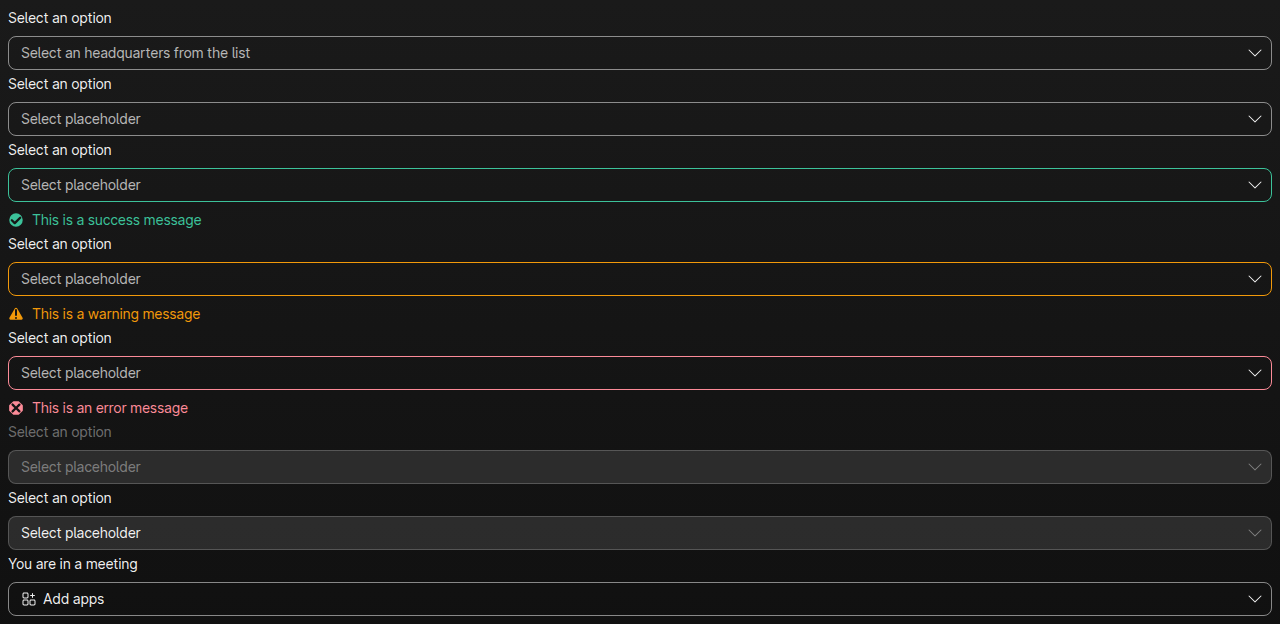 Select an option
Select an headquarters from the list
Select an option
Select placeholder
Select an option
Select placeholder
This is a success message
Select an option
Select placeholder
This is a warning message
Select an option
Select placeholder
This is an error message
Select an option
Select placeholder
Select an option
Select placeholder
You are in a meeting
Add apps